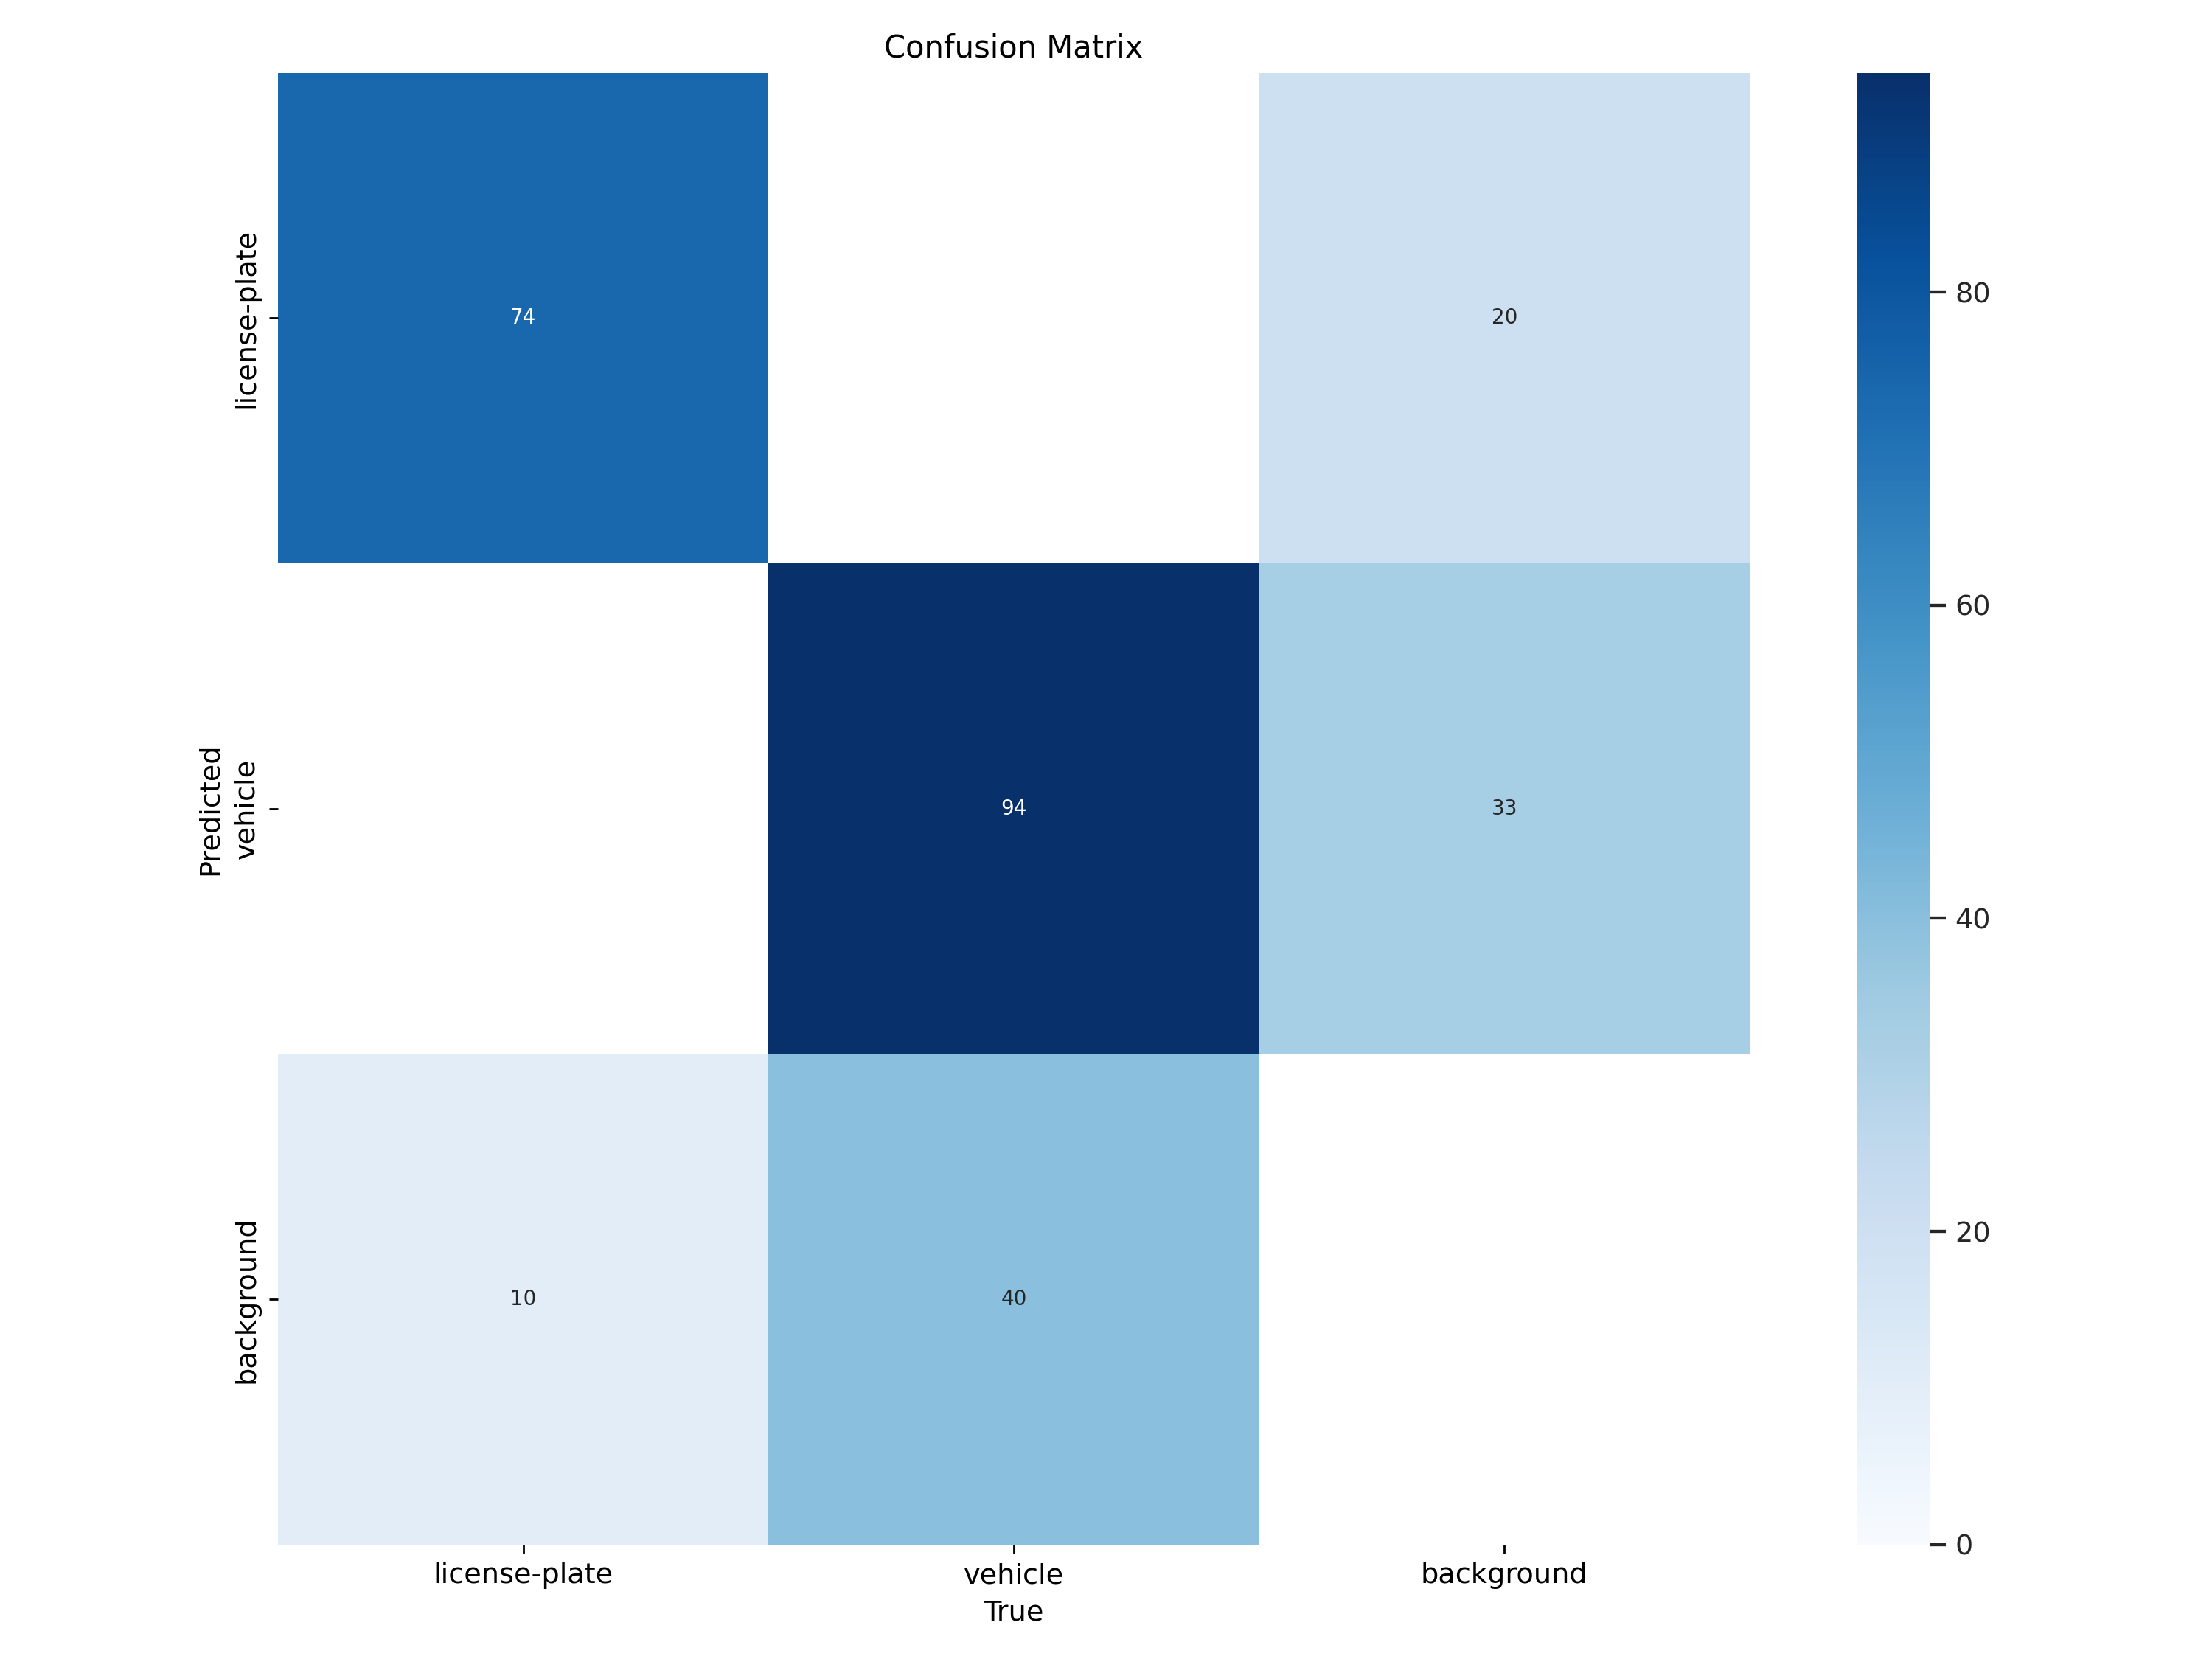 Confusion Matrix
license-plate
74
20
80
60
Predicted
vehicle
94
33
40
background
10
40
20
0
license-plate
vehicle
background
True